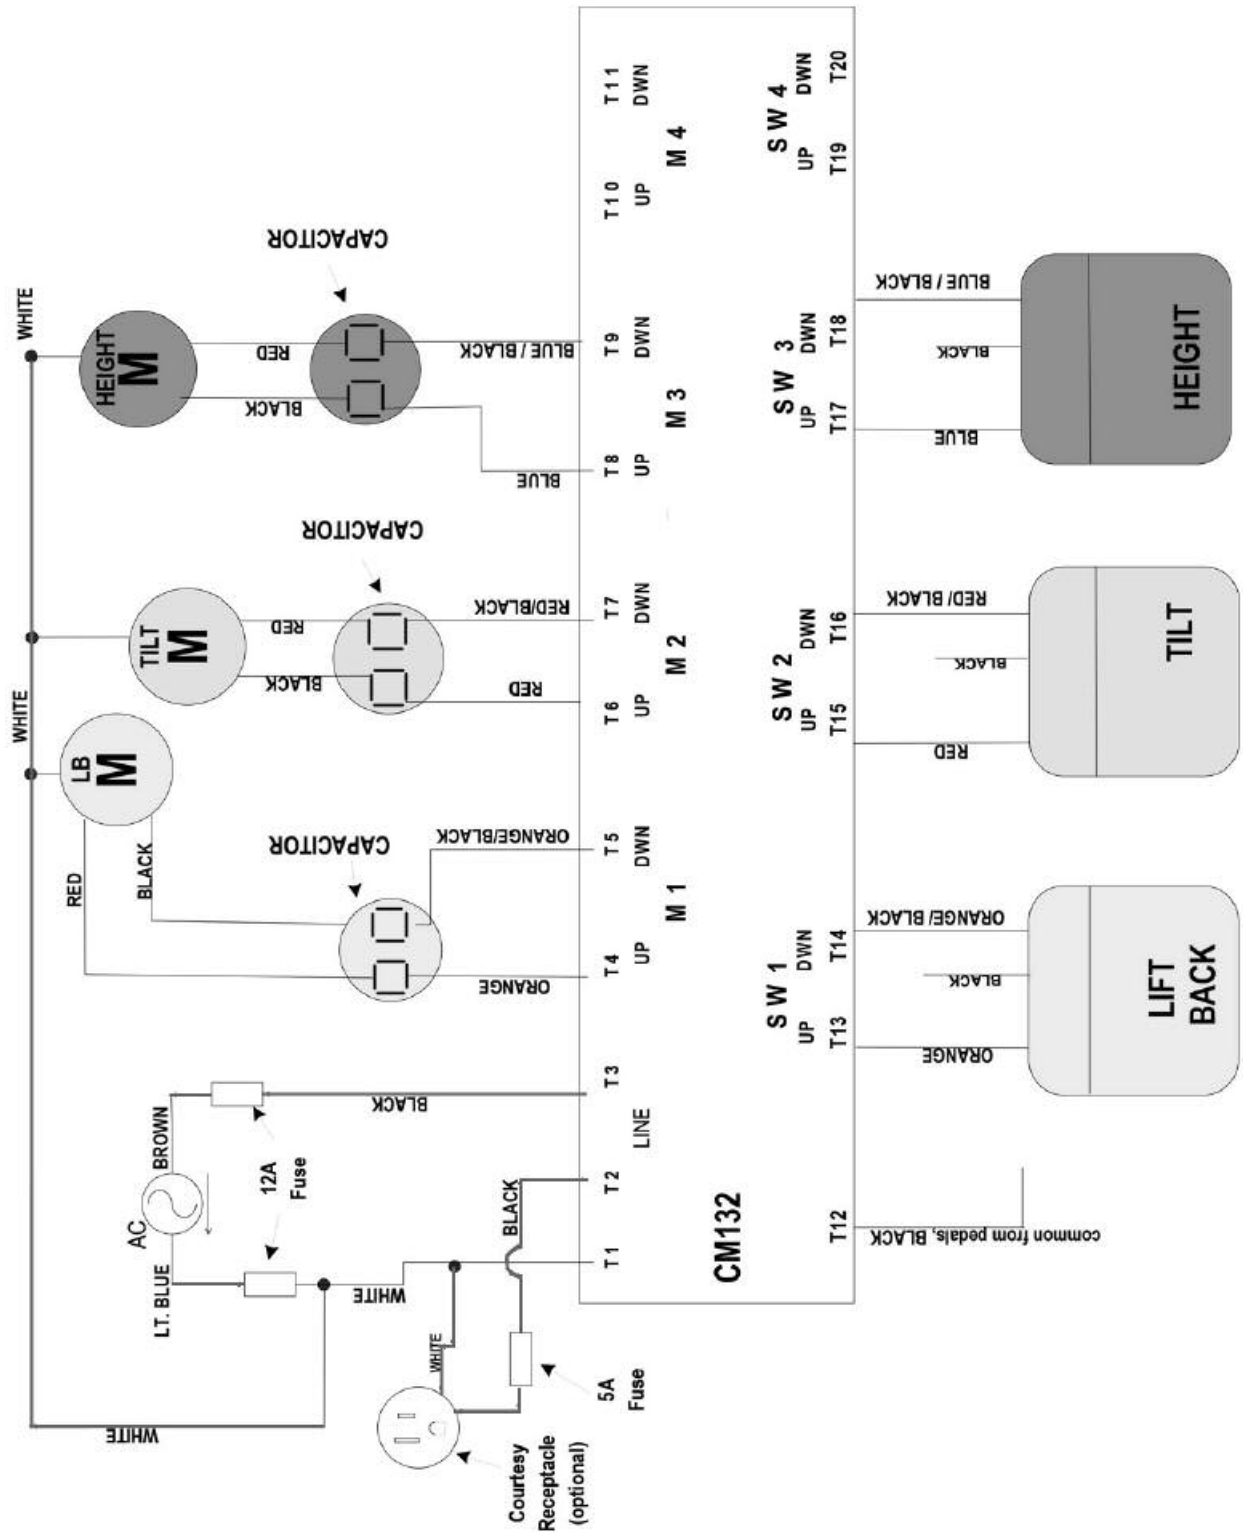 WHITE
LT. BLUE
AC
BROWN
12A
Fuse
WHITE
BLACK
WHITE
BLACK
5A
Fuse
Courtesy
Receptacle
(optional)
RED
BLACK
LB
M
WHITE
CAPACITOR
ORANGE
ORANGE/BLACK
TILT
M
BLACK
RED
CAPACITOR
RED
RED/BLACK
WHITE
HEIGHT
M
BLACK
RED
CAPACITOR
BLUE
BLUE / BLACK
T1 T2 T3 T4 T5 T6 T7 T8 T9 T10 T11
LINE UP DWN UP DWN UP DWN UP DWN
M 1 M 2 M 3 M 4
CM132
S W 1 S W 2 S W 3 S W 4
UP DWN UP DWN UP DWN UP DWN
T12 T13 T14 T15 T16 T17 T18 T19 T20
common from pedals, BLACK
ORANGE
BLACK
ORANGE/ BLACK
LIFT
BACK
RED
BLACK
RED/ BLACK
TILT
BLUE
BLACK
BLUE / BLACK
HEIGHT